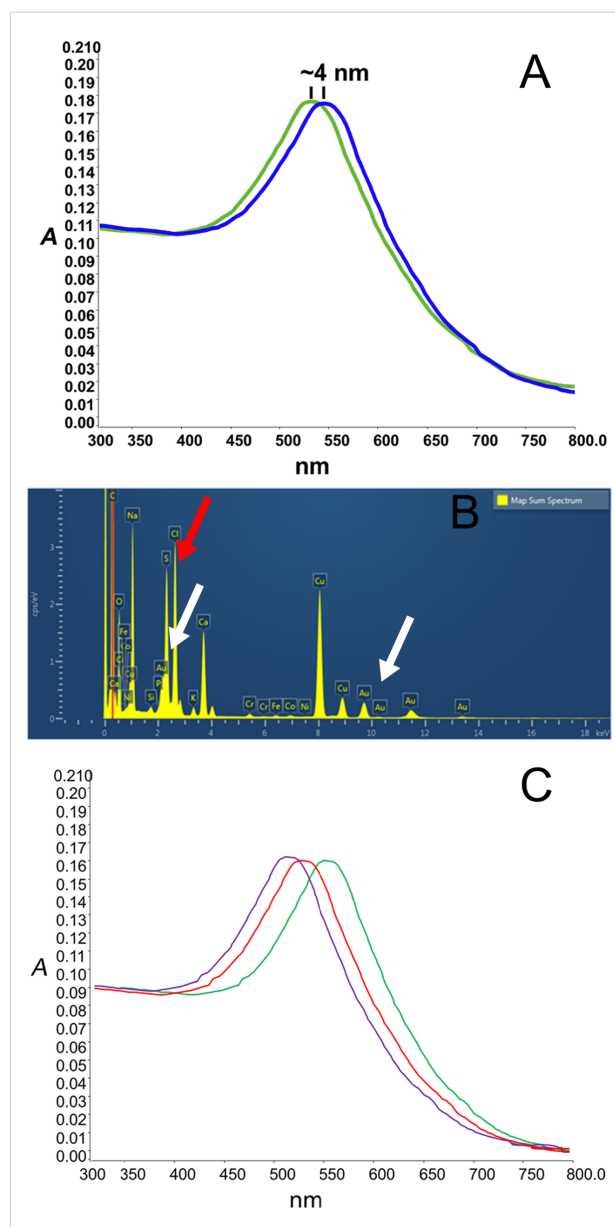 A
~4 nm
0.210
0.20
0.19
0.18
0.17
0.16
0.14
0.13
0.12
0.11
0.10
0.09
0.08
0.07
0.06
0.05
0.04
0.03
0.02
0.01
0.00
A
300 350 400 450 500 550 600 650 700 750 800.0
nm
B
Map Sum Spectrum
cps/eV
3
2
1
0
C
Na
Cl
S
O
Fe
Co
Cu
Ca
Au
P
Si
K
Ca
Cr
Cr
Fe
Co
Ni
Cu
Cu
Au
Au
Au
Au
0 2 4 6 8 10 12 14 16 18 keV
C
0.210
0.20
0.19
0.18
0.17
0.16
0.14
0.13
0.12
0.11
0.10
0.09
0.08
0.07
0.06
0.05
0.04
0.03
0.02
0.01
0.00
A
300 350 400 450 500 550 600 650 700 750 800.0
nm